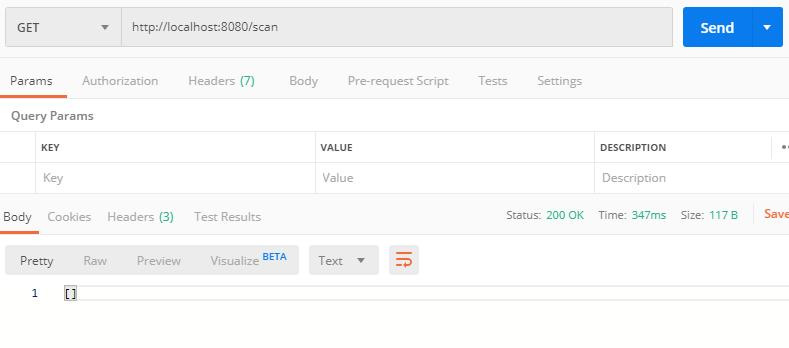 GET http://localhost:8080/scan Send
Params Authorization Headers (7) Body Pre-request Script Tests Settings
Query Params
KEY VALUE DESCRIPTION
Key Value Description
Body Cookies Headers (3) Test Results Status: 200 OK Time: 347ms Size: 117 B Save
Pretty Raw Preview Visualize BETA Text
1 []